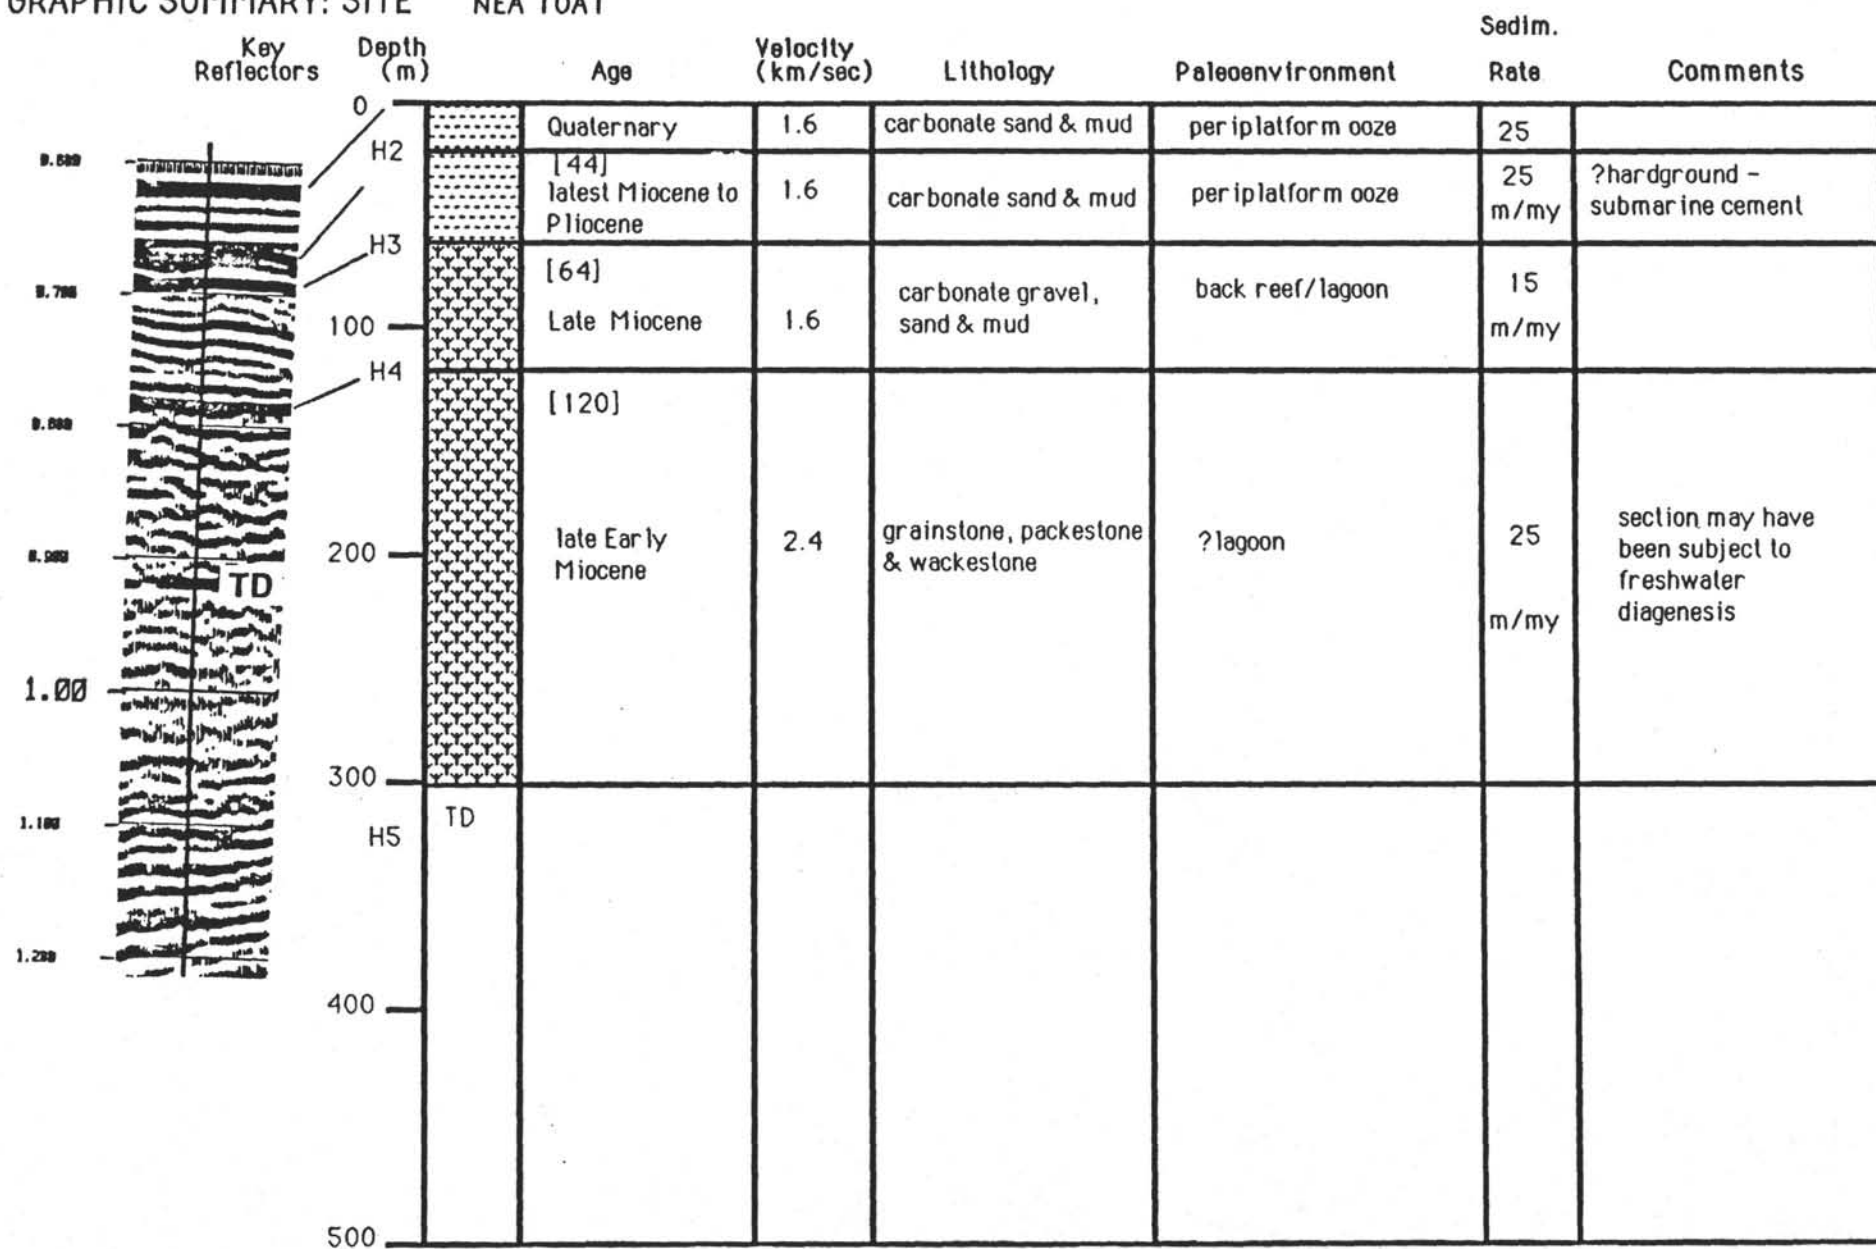 GRAPHIC SUMMARY: SITE NEA 10A1
Key Reflectors
Depth (m)
Age
Velocity (km/sec)
Lithology
Paleoenvironment
Sedim. Rate
Comments
0
Quaternary
1.6
carbonate sand & mud
periplatform ooze
25
H2
[44]
latest Miocene to
Pliocene
1.6
carbonate sand & mud
periplatform ooze
25
m/my
?hardground -
submarine cement
H3
[64]
Late Miocene
1.6
carbonate gravel,
sand & mud
back reef/lagoon
15
m/my
100
H4
[120]
late Early
Miocene
2.4
grainstone, packestone
& wackestone
?lagoon
25
m/my
section may have
been subject to
freshwater
diagenesis
200
TD
1.00
300
TD
1.100
H5
1.200
400
500